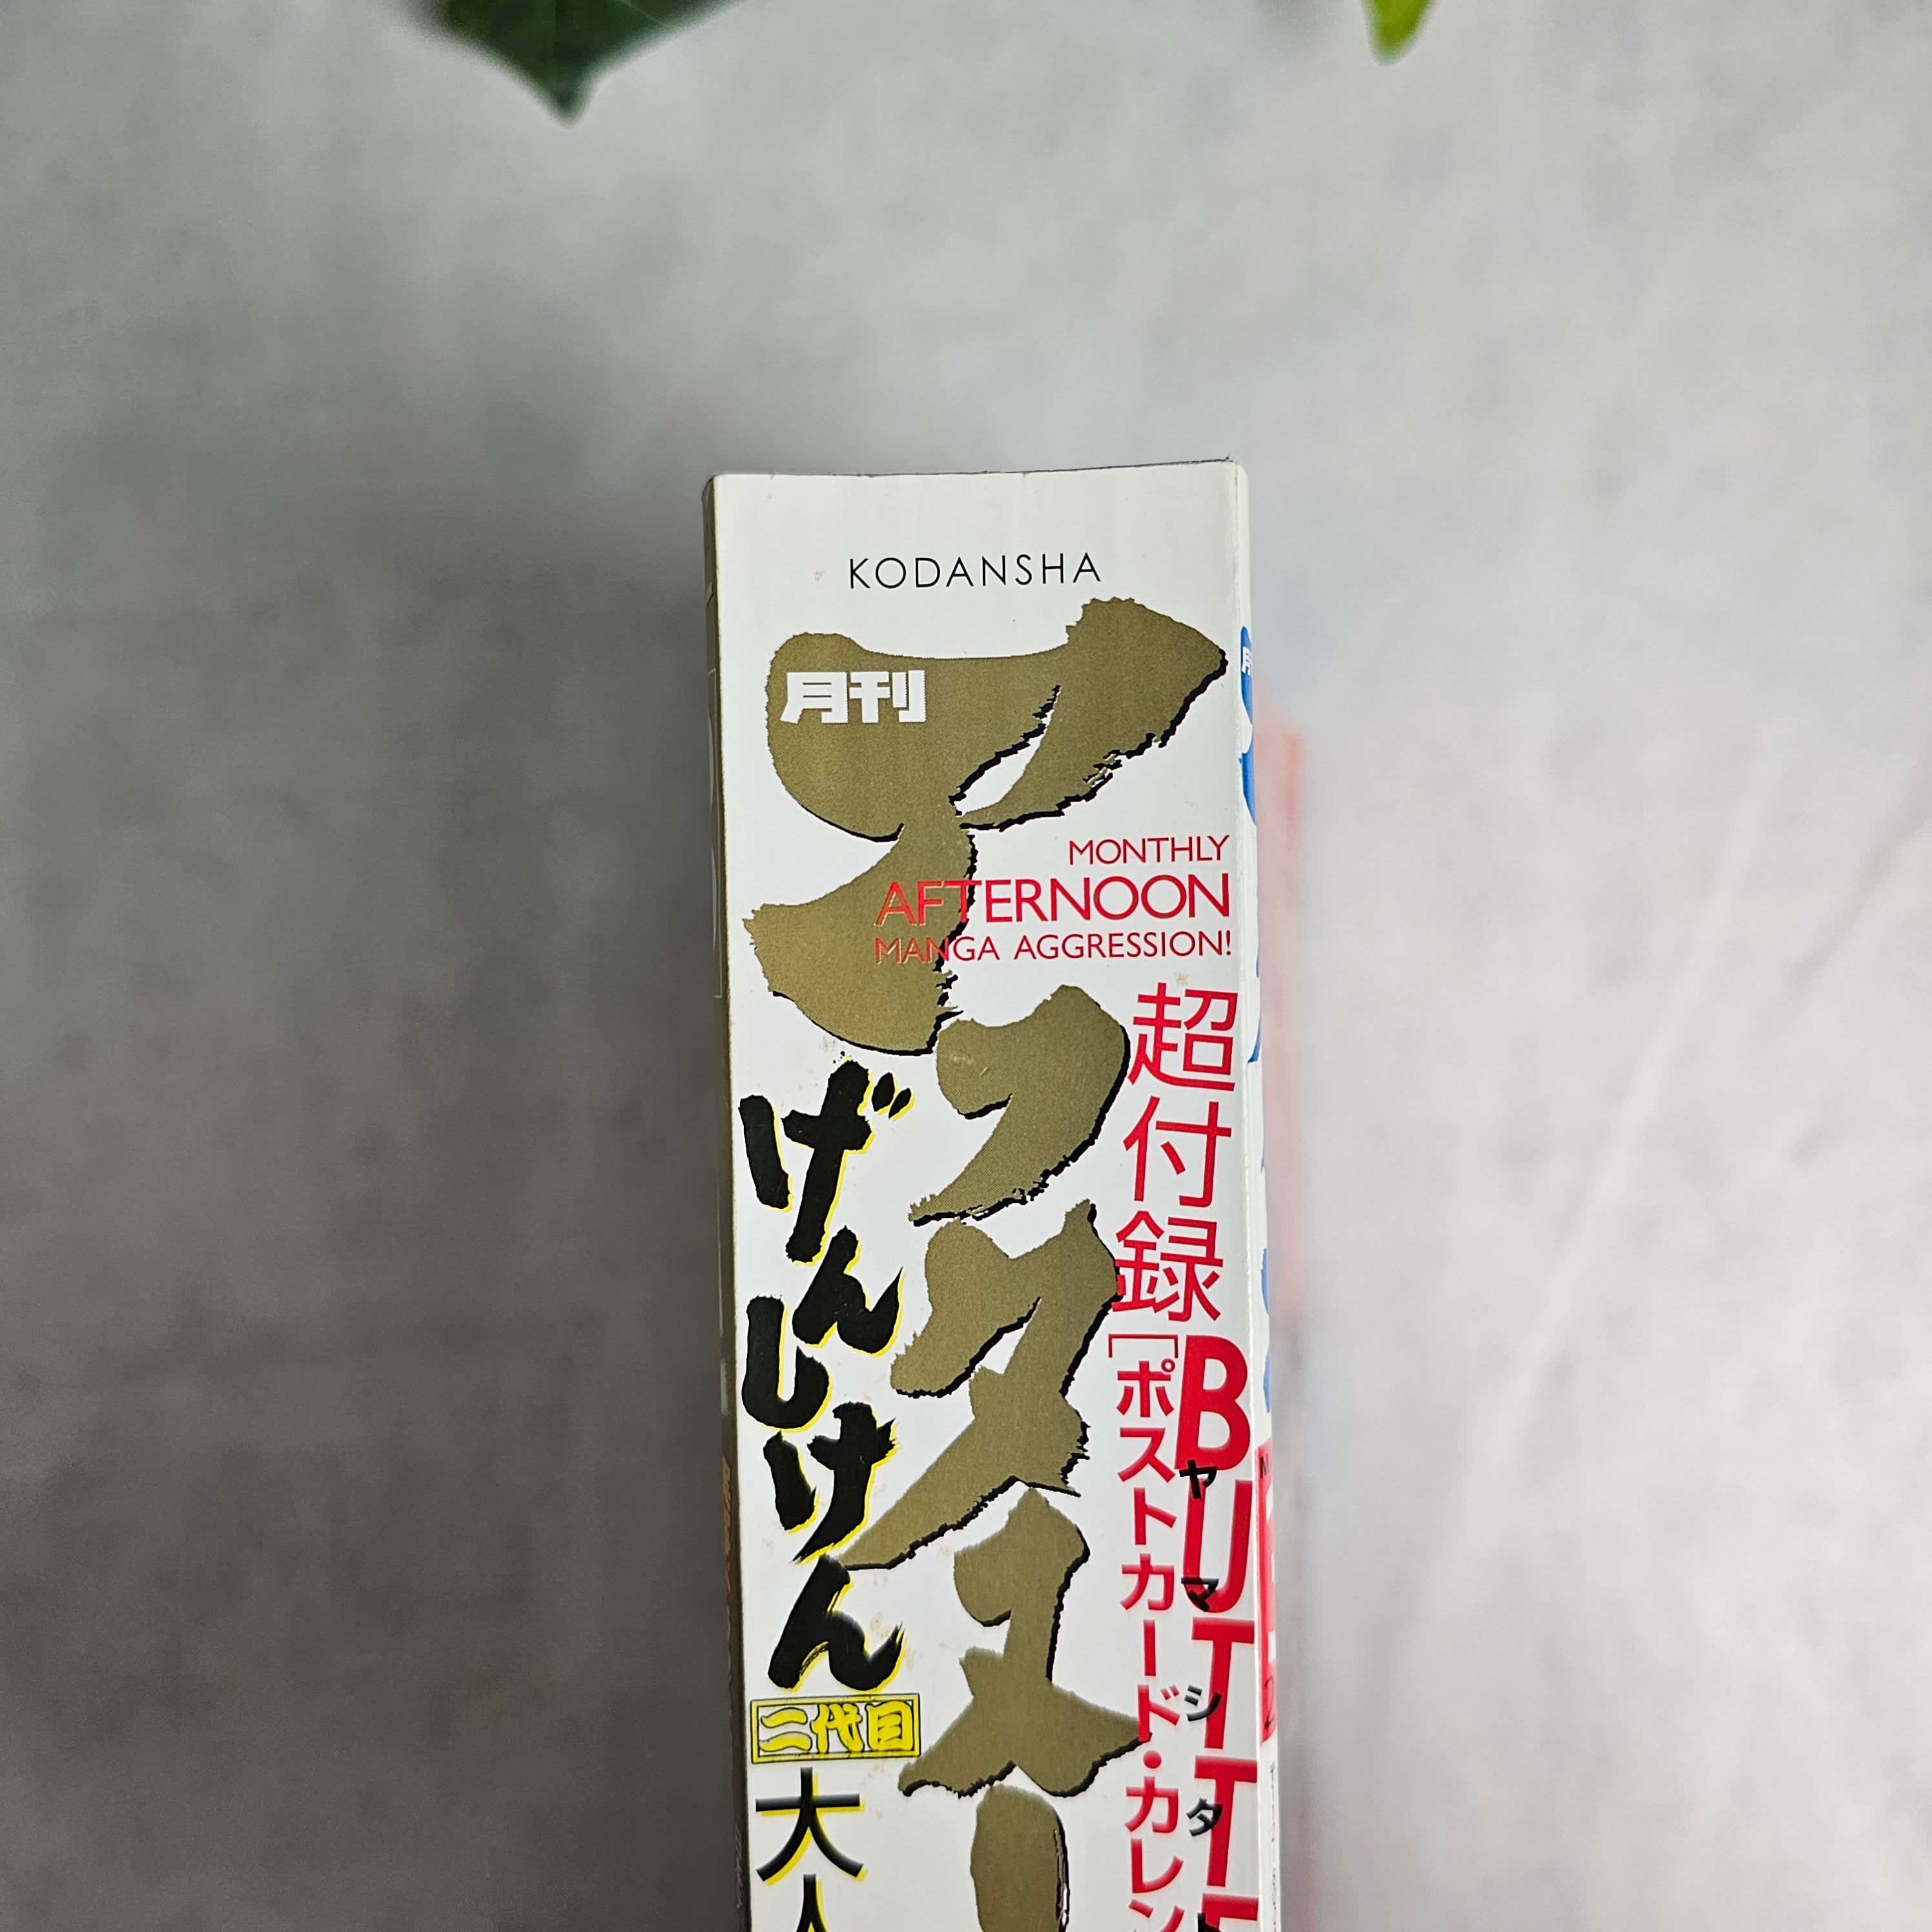 KODANSHA
月刊
アフタヌー
MONTHLY
AFTERNOON
MANGA AGGRESSION!
超付録
[ポストカード・カレン
BUTT
ヤマシタ
げんしけん
二代目
大